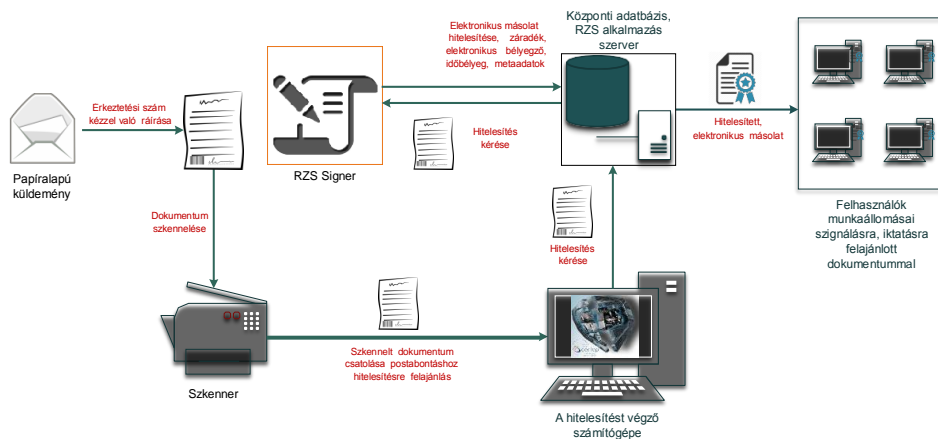 Papíralapú
küldemény
Erkeztetési szám
kézzel való ráírása
Dokumentum
szkennelése
Szkenner
Szkennelt dokumentum
csatolása postabontáshoz
hitelesítésre felajánlás
A hitelesítést végző
számítógépe
Hitelesítés
kérése
Központi adatbázis,
RZS alkalmazás
szerver
Hitelesítés
kérése
RZS Signer
Elektronikus másolat
hitelesítése, záradék,
elektronikus bélyegző,
időbélyeg, metaadatok
Hitelesített,
elektronikus másolat
Felhasználók
munkaállomásai
szignálásra, iktatásra
felajánlott
dokumentummal